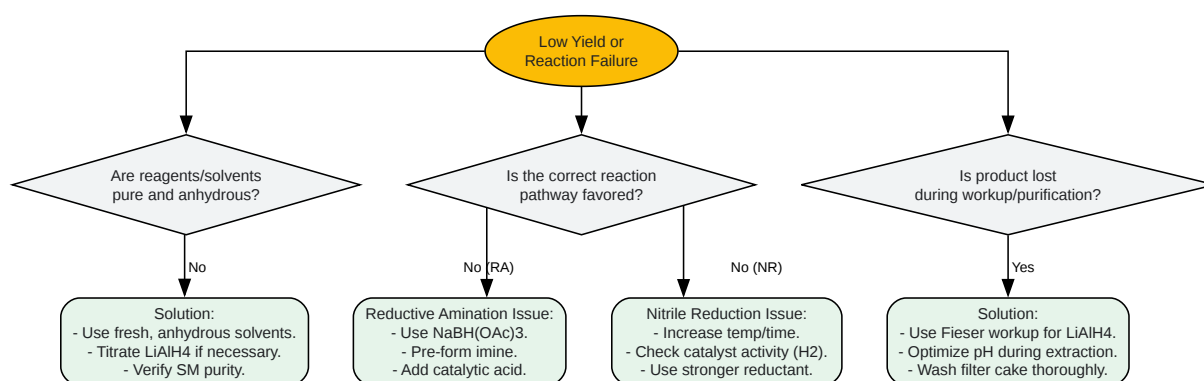 Low Yield or
Reaction Failure
Are reagents/solvents
pure and anhydrous?
Is the correct reaction
pathway favored?
Is product lost
during workup/purification?
No
No (RA)
No (NR)
Yes
Solution:
- Use fresh, anhydrous solvents.
- Titrate LiAlH4 if necessary.
- Verify SM purity.
Reductive Amination Issue:
- Use NaBH(OAc)3.
- Pre-form imine.
- Add catalytic acid.
Nitrile Reduction Issue:
- Increase temp/time.
- Check catalyst activity (H2).
- Use stronger reductant.
Solution:
- Use Fieser workup for LiAlH4.
- Optimize pH during extraction.
- Wash filter cake thoroughly.